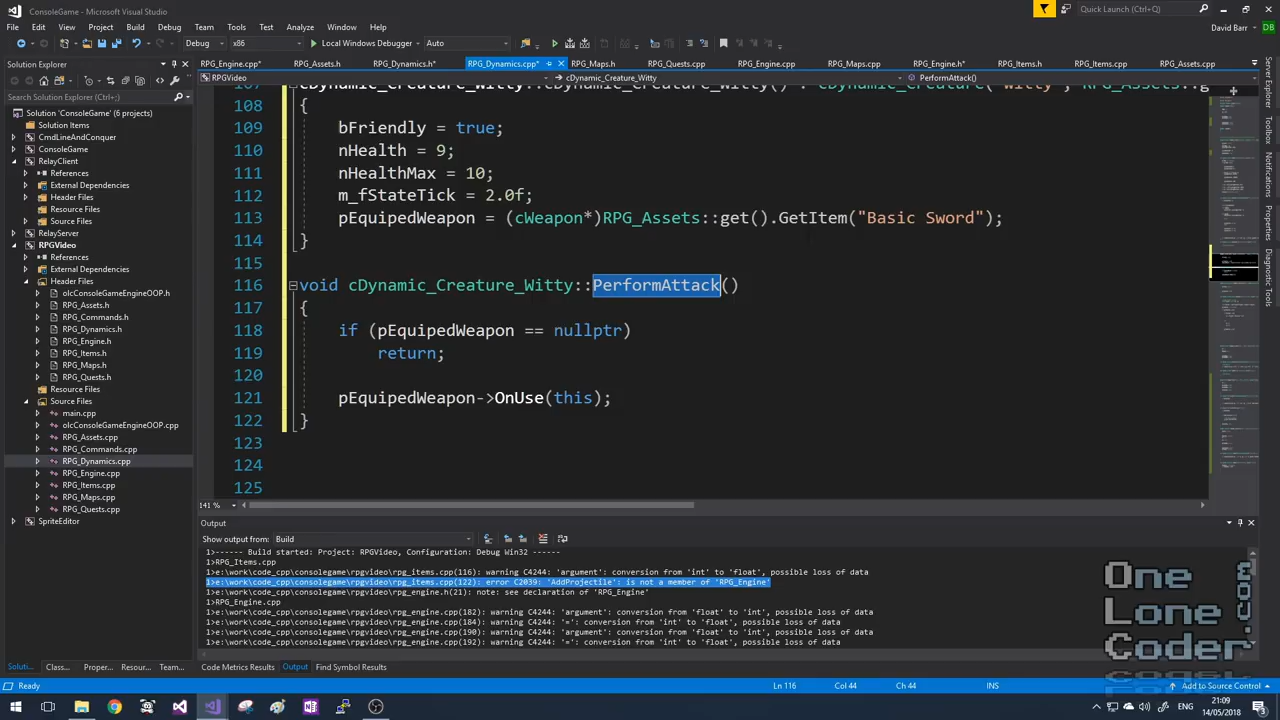 ConsoleGame - Microsoft Visual Studio
Quick Launch (Ctrl+Q)
File Edit View Project Build Debug Team Tools Test Analyze Window Help
David Barr DB
Debug x86 Local Windows Debugger Auto
Solution Explorer
RPG_Engine.cpp* RPG_Assets.h RPG_Dynamics.h* RPG_Dynamics.cpp* RPG_Maps.h RPG_Quests.cpp RPG_Engine.cpp RPG_Maps.cpp RPG_Engine.h* RPG_Items.h RPG_Items.cpp RPG_Assets.cpp
RPGVideo cDynamic_Creature_Witty PerformAttack()
Search Solution Explorer (Ctrl+;)
Solution 'ConsoleGame' (6 projects)
Solution Items
CmdLineAndConquer
ConsoleGame
RelayClient
References
External Dependencies
Header Files
Resource Files
Source Files
RelayServer
RPGVideo
References
External Dependencies
Header Files
olcConsoleGameEngineOOP.h
RPG_Assets.h
RPG_Commands.h
RPG_Dynamics.h
RPG_Engine.h
RPG_Items.h
RPG_Maps.h
RPG_Quests.h
Resource Files
Source Files
main.cpp
olcConsoleGameEngineOOP.cpp
RPG_Assets.cpp
RPG_Commands.cpp
RPG_Dynamics.cpp
RPG_Engine.cpp
RPG_Items.cpp
RPG_Maps.cpp
RPG_Quests.cpp
SpriteEditor
107 cDynamic_Creature_Witty::cDynamic_Creature_Witty() : cDynamic_Creature("witty", RPG_Assets::g
108 {
109 bFriendly = true;
110 nHealth = 9;
111 nHealthMax = 10;
112 m_fStateTick = 2.0f;
113 pEquipedWeapon = (cWeapon*)RPG_Assets::get().GetItem("Basic Sword");
114 }
115
116 void cDynamic_Creature_Witty::PerformAttack()
117 {
118 if (pEquipedWeapon == nullptr)
119 return;
120
121 pEquipedWeapon->OnUse(this);
122 }
123
124
125
141 %
Server Explorer
Toolbox
Notifications
Properties
Diagnostic Tools
Output
Show output from: Build
1>------ Build started: Project: RPGVideo, Configuration: Debug Win32 ------
1>RPG_Items.cpp
1>e:\work\code_cpp\consolegame\rpgvideo\rpg_items.cpp(116): warning C4244: 'argument': conversion from 'int' to 'float', possible loss of data
1>e:\work\code_cpp\consolegame\rpgvideo\rpg_items.cpp(122): error C2039: 'AddProjectile': is not a member of 'RPG_Engine'
1>e:\work\code_cpp\consolegame\rpgvideo\rpg_engine.h(21): note: see declaration of 'RPG_Engine'
1>RPG_Engine.cpp
1>e:\work\code_cpp\consolegame\rpgvideo\rpg_engine.cpp(182): warning C4244: 'argument': conversion from 'float' to 'int', possible loss of data
1>e:\work\code_cpp\consolegame\rpgvideo\rpg_engine.cpp(184): warning C4244: '=': conversion from 'int' to 'float', possible loss of data
1>e:\work\code_cpp\consolegame\rpgvideo\rpg_engine.cpp(190): warning C4244: 'argument': conversion from 'float' to 'int', possible loss of data
1>e:\work\code_cpp\consolegame\rpgvideo\rpg_engine.cpp(192): warning C4244: '=': conversion from 'int' to 'float', possible loss of data
One
Lone
Coder
.com
Soluti... Class... Proper... Resour... Team... Code Metrics Results Output Find Symbol Results
Ready Ln 116 Col 44 Ch 44 INS Add to Source Control
ENG 21:09
14/05/2018
3